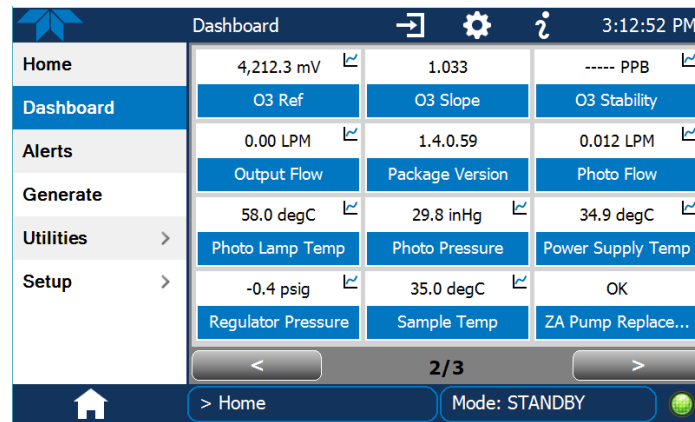 Dashboard
3:12:52 PM
Home
Dashboard
Alerts
Generate
Utilities >
Setup >
4,212.3 mV
1.033
----- PPB
O3 Ref
O3 Slope
O3 Stability
0.00 LPM
1.4.0.59
0.012 LPM
Output Flow
Package Version
Photo Flow
58.0 degC
29.8 inHg
34.9 degC
Photo Lamp Temp
Photo Pressure
Power Supply Temp
-0.4 psig
35.0 degC
OK
Regulator Pressure
Sample Temp
ZA Pump Replace...
<
2/3
>
> Home
Mode: STANDBY